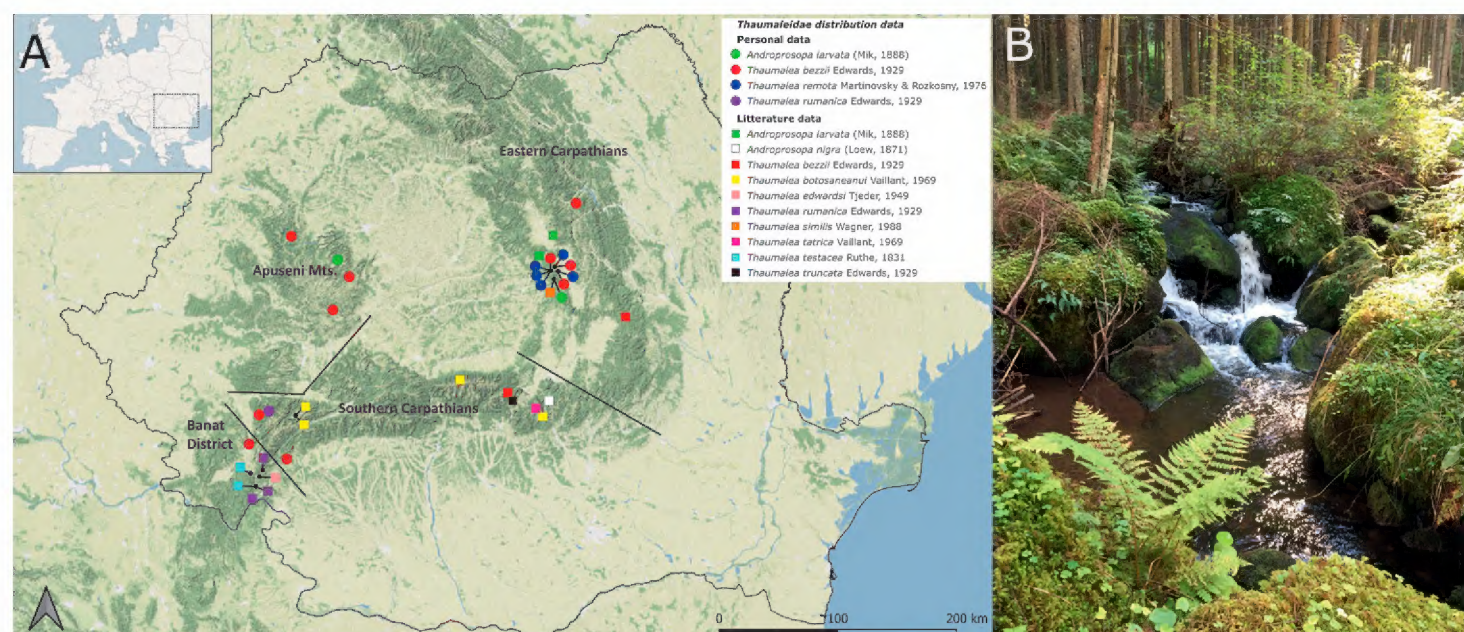 A
Thaumaleidae distribution data
Personal data
Androprosopa larvata (Mik, 1888)
Thaumalea bezzii Edwards, 1929
Thaumalea remota Martinovsky & Rozkosny, 1976
Thaumalea rumanica Edwards, 1929
Litterature data
Androprosopa larvata (Mik, 1888)
Androprosopa nigra (Loew, 1871)
Thaumalea bezzii Edwards, 1929
Thaumalea botosaneanui Vaillant, 1969
Thaumalea edwardsi Tjeder, 1949
Thaumalea rumanica Edwards, 1929
Thaumalea similis Wagner, 1988
Thaumalea tatrica Vaillant, 1969
Thaumalea testacea Ruthe, 1831
Thaumalea truncata Edwards, 1929
Eastern Carpathians
Apuseni Mts.
Southern Carpathians
Banat
District
0 100 200 km
B